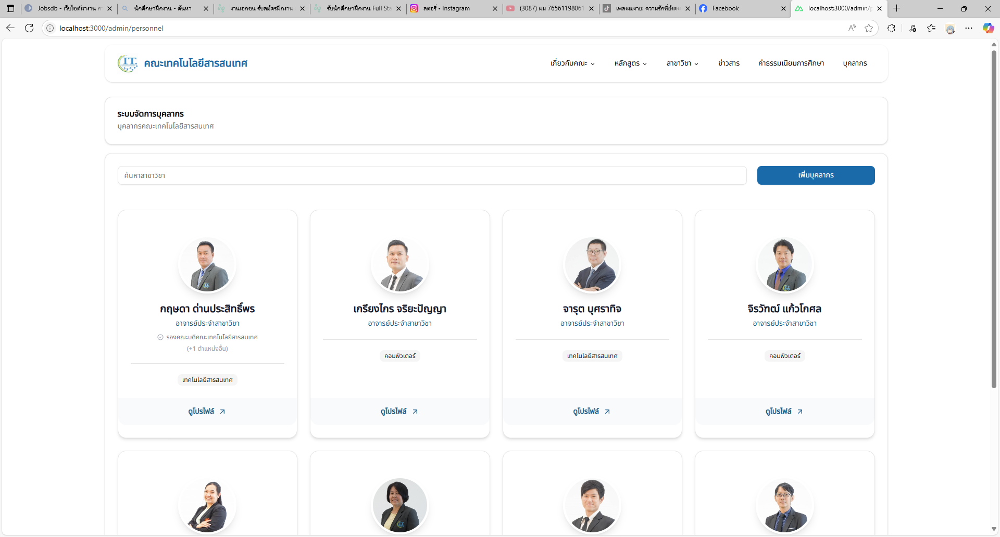 Jobsdb - เว็บไซต์หางาน ก
นักศึกษาฝึกงาน - ค้นหา
งานเอกชน รับสมัครฝึกงาน
รับนักศึกษาฝึกงาน Full Sta
สตอรี่ • Instagram
(3087) ผม 76561198061
เพลงงมงาย: ความรักที่ยังคง
Facebook
localhost:3000/admin/p
localhost:3000/admin/personnel
IT คณะเทคโนโลยีสารสนเทศ
เกี่ยวกับคณะ หลักสูตร สาขาวิชา ข่าวสาร ค่าธรรมเนียมการศึกษา บุคลากร
ระบบจัดการบุคลากร
บุคลากรคณะเทคโนโลยีสารสนเทศ
ค้นหาสาขาวิชา
เพิ่มบุคลากร
กฤษดา ด่านประสิทธิ์พร
อาจารย์ประจำสาขาวิชา
รองคณะบดีคณะเทคโนโลยีสารสนเทศ
(+1 ตำแหน่งอื่น)
เทคโนโลยีสารสนเทศ
ดูโปรไฟล์
เกรียงไกร จริยะปัญญา
อาจารย์ประจำสาขาวิชา
คอมพิวเตอร์
ดูโปรไฟล์
จารุต บุศราทิจ
อาจารย์ประจำสาขาวิชา
เทคโนโลยีสารสนเทศ
ดูโปรไฟล์
จิรวัฑฒ์ แก้วโกศล
อาจารย์ประจำสาขาวิชา
คอมพิวเตอร์
ดูโปรไฟล์